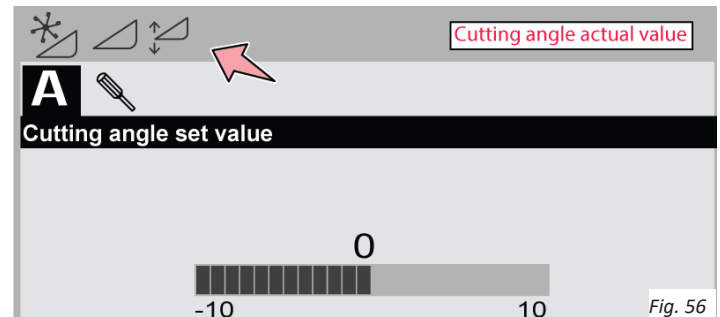 Cutting angle actual value
A
Cutting angle set value
0
-10 10
Fig. 56